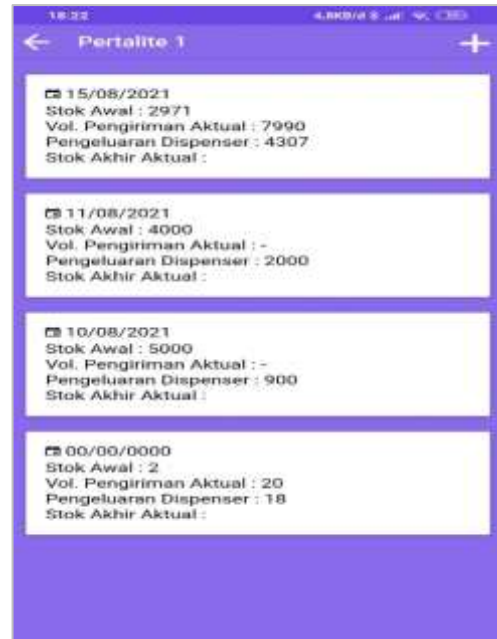 18:22
Pertalite 1
15/08/2021
Stok Awal : 2971
Vol. Pengiriman Aktual : 7990
Pengeluaran Dispenser : 4307
Stok Akhir Aktual :
11/08/2021
Stok Awal : 4000
Vol. Pengiriman Aktual : -
Pengeluaran Dispenser : 2000
Stok Akhir Aktual :
10/08/2021
Stok Awal : 5000
Vol. Pengiriman Aktual : -
Pengeluaran Dispenser : 900
Stok Akhir Aktual :
00/00/0000
Stok Awal : 2
Vol. Pengiriman Aktual : 20
Pengeluaran Dispenser : 18
Stok Akhir Aktual :